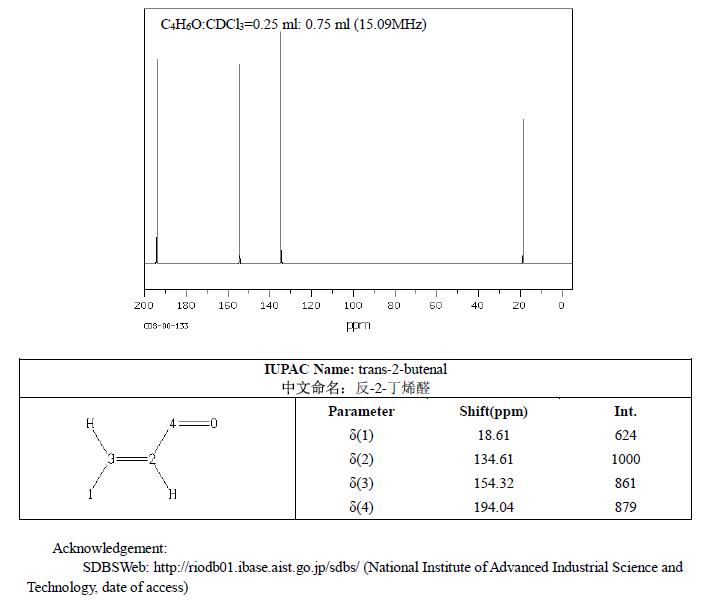 C₄H₆O:CDCl₃=0.25 ml: 0.75 ml (15.09MHz)
200 180 160 140 120 100 80 60 40 20 0
CDS-00-133
ppm
IUPAC Name: trans-2-butenal
中文命名：反-2-丁烯醛
Parameter Shift(ppm) Int.
δ(1) 18.61 624
δ(2) 134.61 1000
δ(3) 154.32 861
δ(4) 194.04 879
H 4 O
3 2
1 H
Acknowledgement:
SDBSWeb: http://riodb01.ibase.aist.go.jp/sdbs/ (National Institute of Advanced Industrial Science and
Technology, date of access)